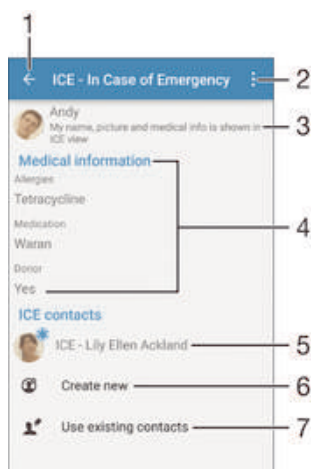 1
ICE - In Case of Emergency
2
Andy
My name, picture and medical info is shown in
ICE view
3
Medical information
Allergies
Tetracycline
Medication
Waran
4
Donor
Yes
ICE contacts
ICE - Lily Ellen Ackland
5
Create new
6
Use existing contacts
7